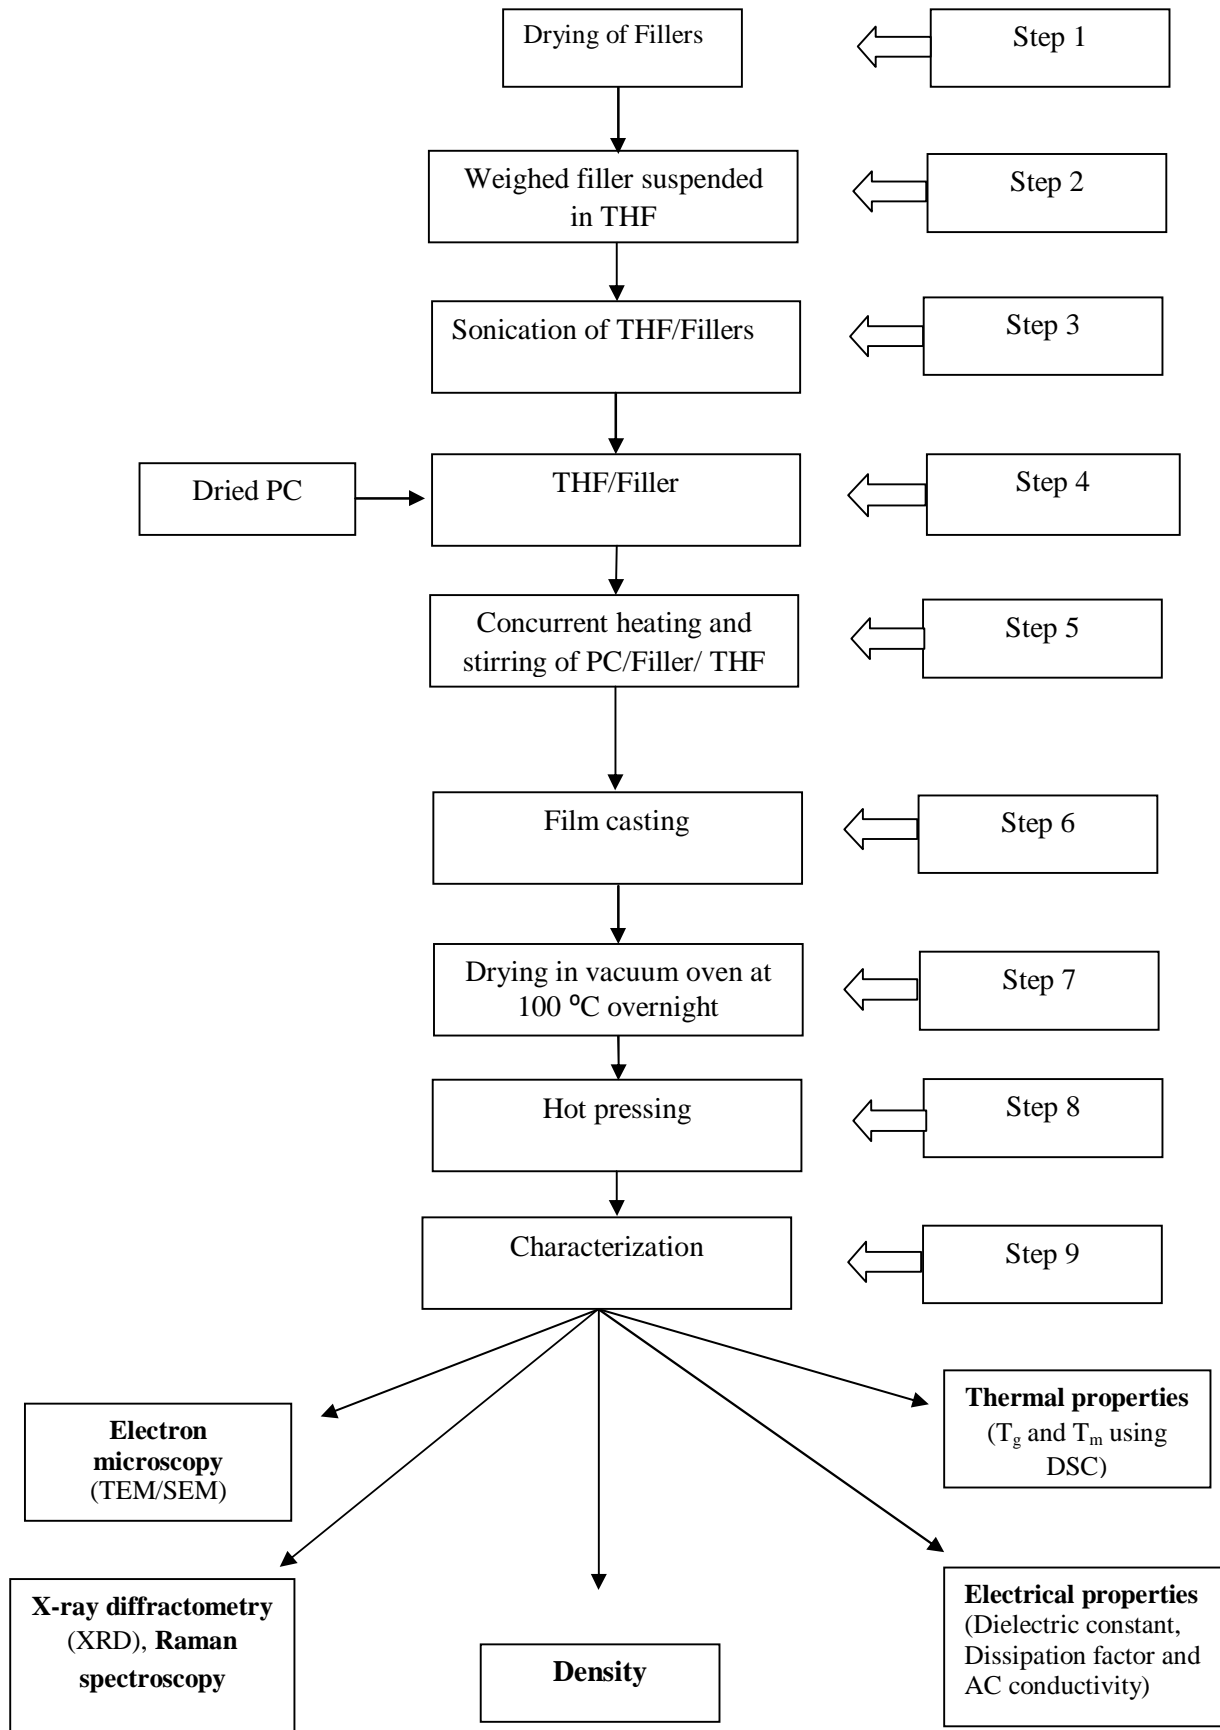 Drying of Fillers
Step 1
Weighed filler suspended
in THF
Step 2
Sonication of THF/Fillers
Step 3
Dried PC
THF/Filler
Step 4
Concurrent heating and
stirring of PC/Filler/ THF
Step 5
Film casting
Step 6
Drying in vacuum oven at
100 ⁰C overnight
Step 7
Hot pressing
Step 8
Characterization
Step 9
Electron
microscopy
(TEM/SEM)
Thermal properties
(Tg and Tm using
DSC)
X-ray diffractometry
(XRD), Raman
spectroscopy
Density
Electrical properties
(Dielectric constant,
Dissipation factor and
AC conductivity)